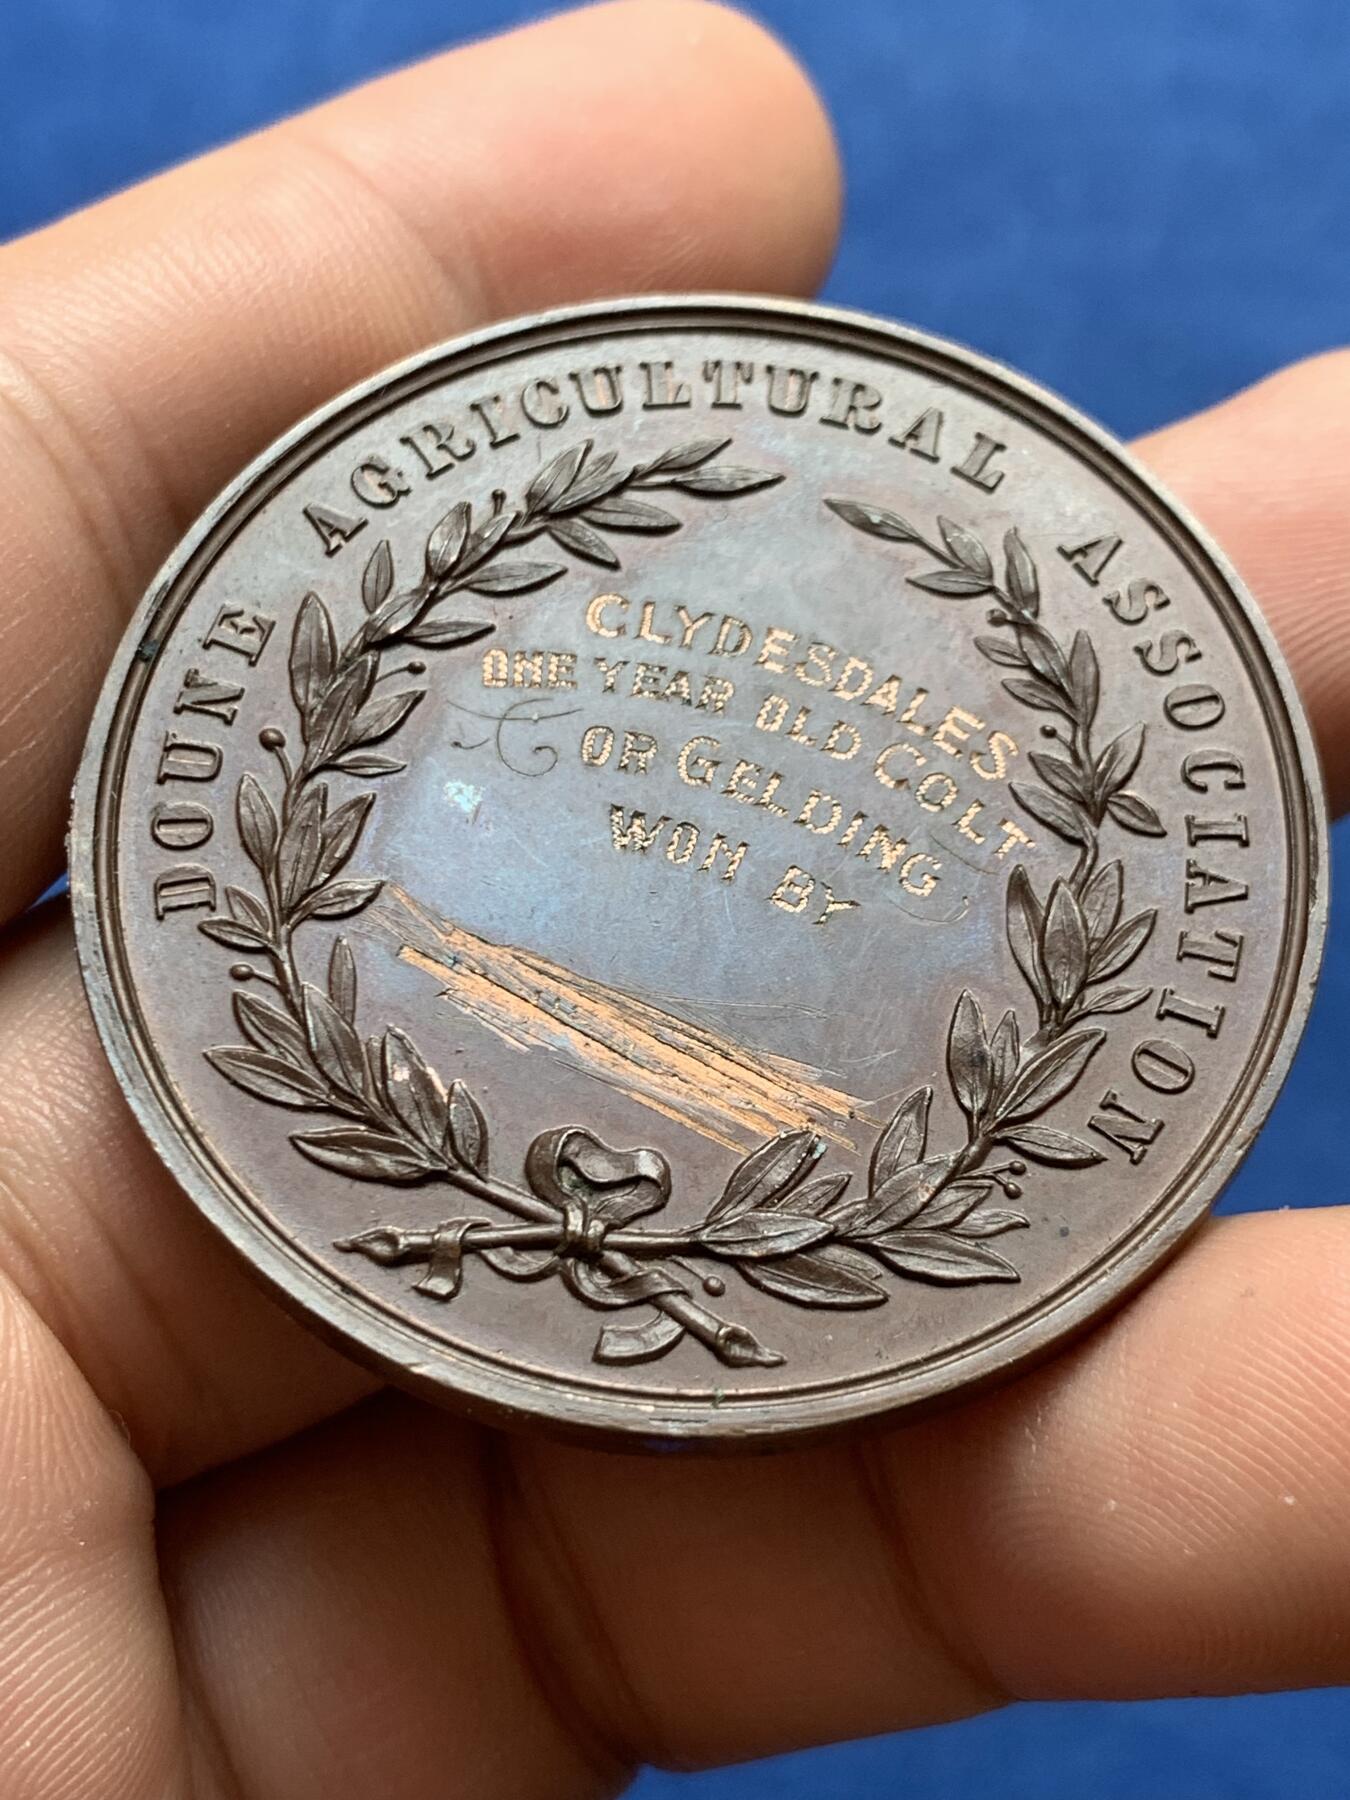 DOUNE AGRICULTURAL ASSOCIATION
CLYDESDALES
ONE YEAR OLD COLT
OR GELDING
WON BY